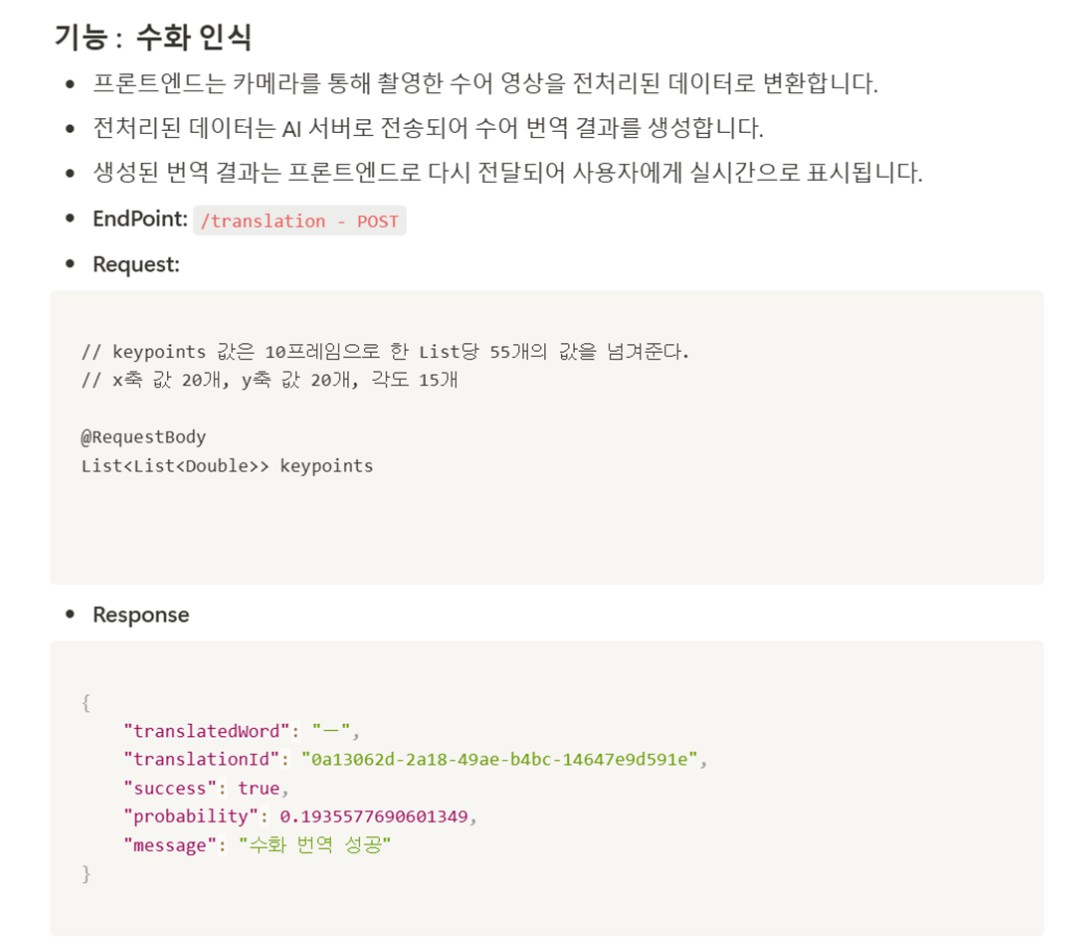 기능 : 수화 인식
• 프론트엔드는 카메라를 통해 촬영한 수어 영상을 전처리된 데이터로 변환합니다.
• 전처리된 데이터는 AI 서버로 전송되어 수어 번역 결과를 생성합니다.
• 생성된 번역 결과는 프론트엔드로 다시 전달되어 사용자에게 실시간으로 표시됩니다.
• EndPoint: /translation - POST
• Request:
// keypoints 값은 10프레임으로 한 List당 55개의 값을 넘겨준다.
// x축 값 20개, y축 값 20개, 각도 15개
@RequestBody
List<List<Double>> keypoints
• Response
{
"translatedWord": "ㅡ",
"translationId": "0a13062d-2a18-49ae-b4bc-14647e9d591e",
"success": true,
"probability": 0.1935577690601349,
"message": "수화 번역 성공"
}